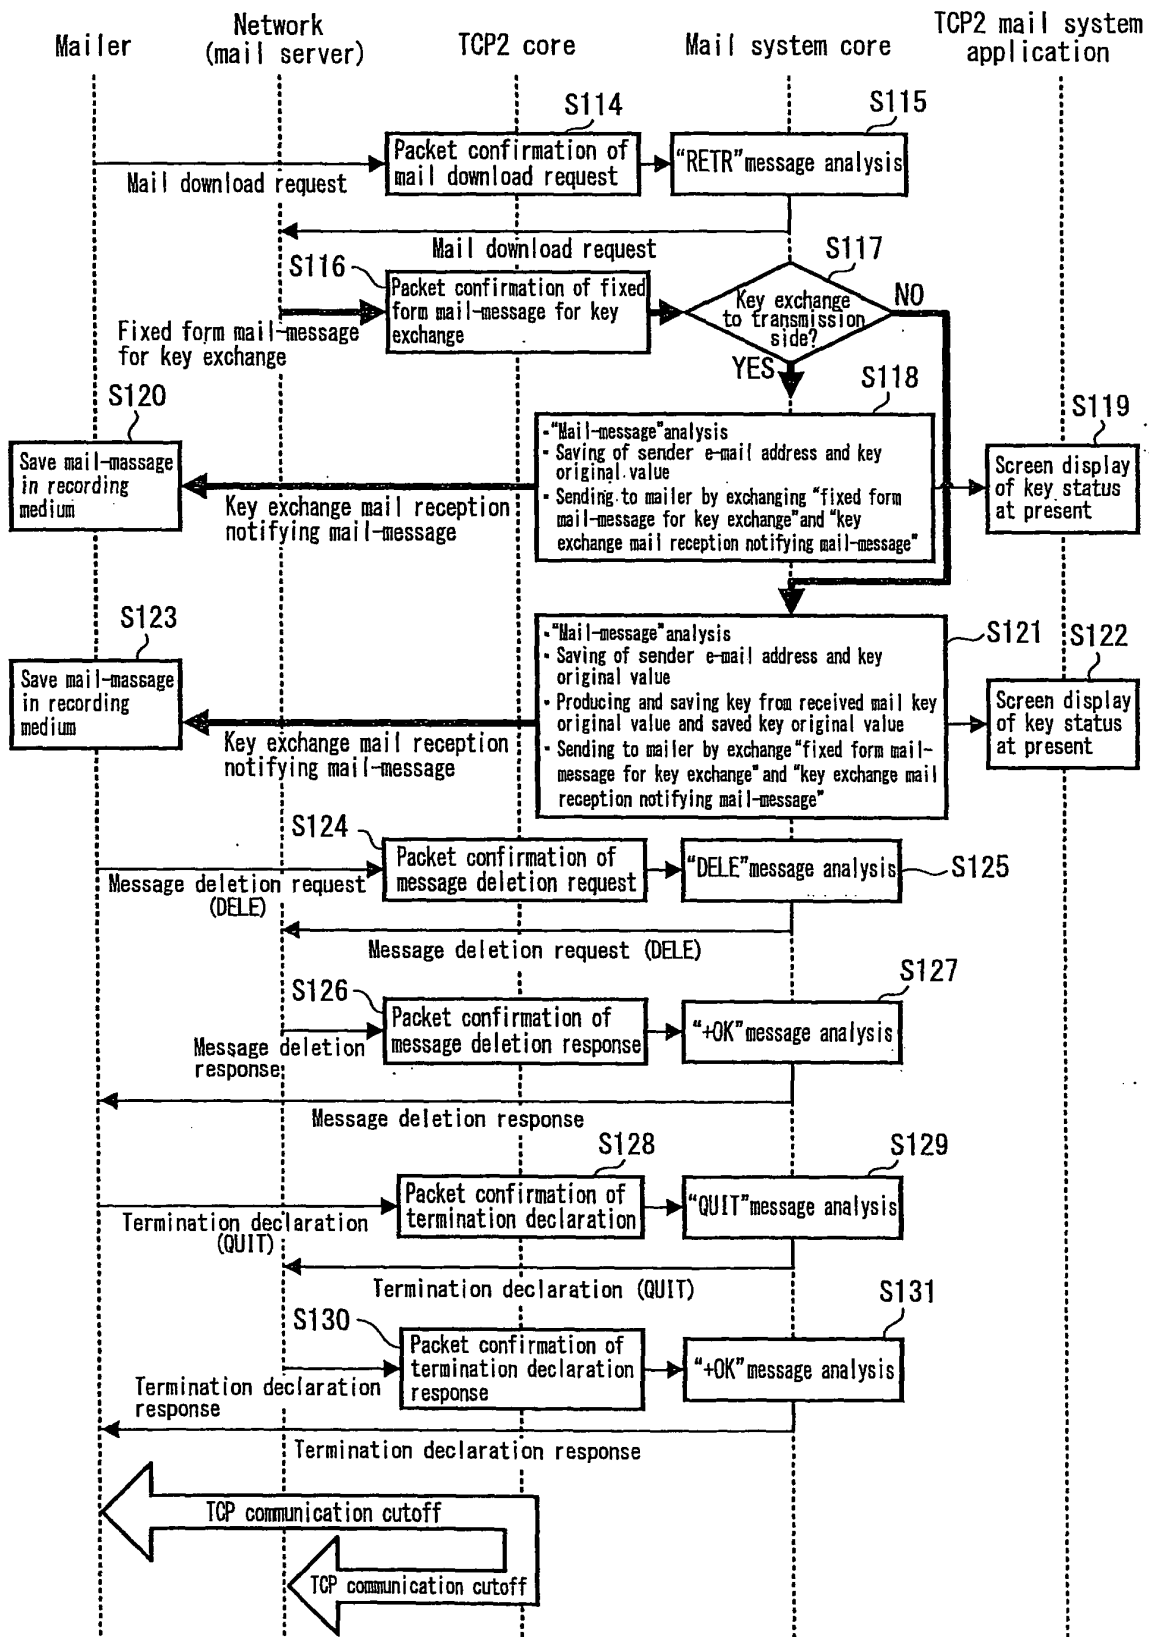 Mailer
Network
(mail server)
TCP2 core
Mail system core
TCP2 mail system
application
S114
S115
Packet confirmation of
mail download request
"RETR" message analysis
Mail download request
Mail download request
S116
S117
Packet confirmation of fixed
form mail-message for key
exchange
Key exchange
to transmission
side?
NO
YES
Fixed form mail-message
for key exchange
S118
S120
S119
Save mail-massage
in recording
medium
Key exchange mail reception
notifying mail-message
- "Mail-message" analysis
- Saving of sender e-mail address and key
original value
- Sending to mailer by exchanging "fixed form
mail-message for key exchange" and "key
exchange mail reception notifying mail-message"
Screen display
of key status
at present
S123
S121
S122
Save mail-massage
in recording
medium
Key exchange mail reception
notifying mail-message
- "Mail-message" analysis
- Saving of sender e-mail address and key
original value
- Producing and saving key from received mail key
original value and saved key original value
- Sending to mailer by exchange "fixed form mail-
message for key exchange" and "key exchange mail
reception notifying mail-message"
Screen display
of key status
at present
S124
Packet confirmation of
message deletion request
"DELE" message analysis
S125
Message deletion request
(DELE)
Message deletion request (DELE)
S126
S127
Packet confirmation of
message deletion response
"+OK" message analysis
Message deletion
response
Message deletion response
S128
S129
Packet confirmation of
termination declaration
"QUIT" message analysis
Termination declaration
(QUIT)
Termination declaration (QUIT)
S130
S131
Packet confirmation of
termination declaration
response
"+OK" message analysis
Termination declaration
response
Termination declaration response
TCP communication cutoff
TCP communication cutoff